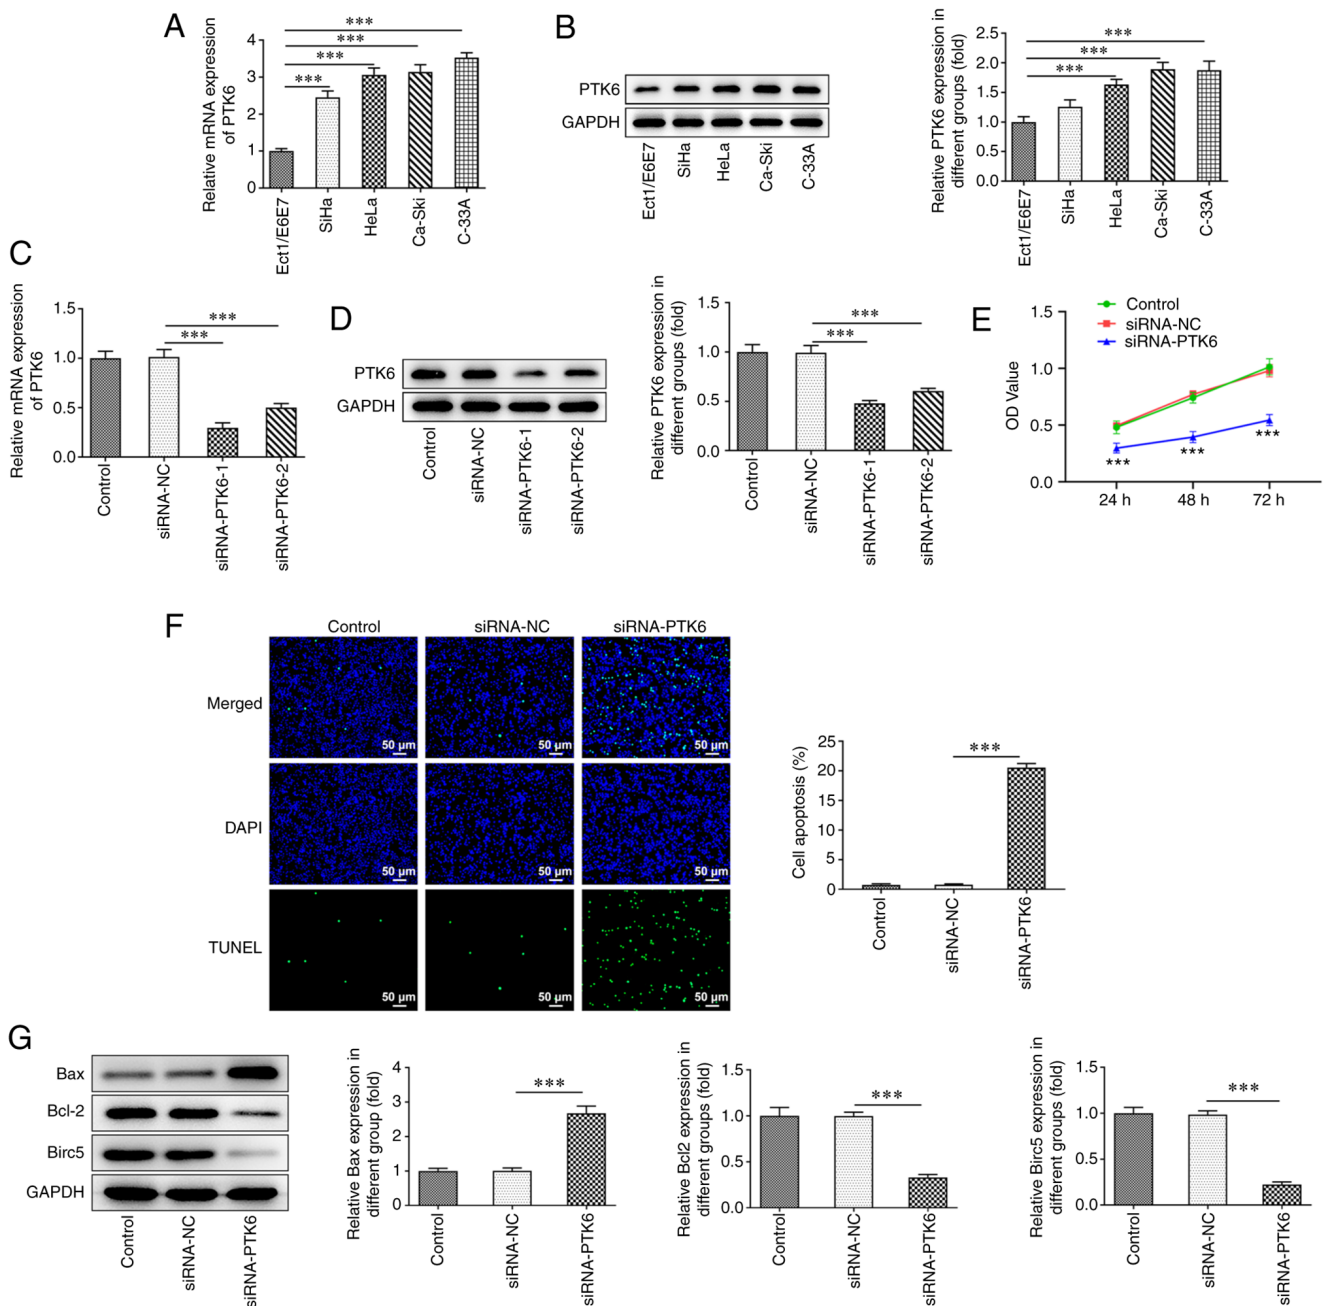 A
Relative mRNA expression
of PTK6
4
3
2
1
0
***
***
***
***
Ect1/E6E7
SiHa
HeLa
Ca-Ski
C-33A
B
PTK6
GAPDH
Ect1/E6E7
SiHa
HeLa
Ca-Ski
C-33A
Relative PTK6 expression in
different groups (fold)
2.5
2.0
1.5
1.0
0.5
0.0
***
***
***
Ect1/E6E7
SiHa
HeLa
Ca-Ski
C-33A
C
Relative mRNA expression
of PTK6
1.5
1.0
0.5
0.0
***
***
Control
siRNA-NC
siRNA-PTK6-1
siRNA-PTK6-2
D
PTK6
GAPDH
Control
siRNA-NC
siRNA-PTK6-1
siRNA-PTK6-2
Relative PTK6 expression in
different groups (fold)
1.5
1.0
0.5
0.0
***
***
Control
siRNA-NC
siRNA-PTK6-1
siRNA-PTK6-2
E
Control
siRNA-NC
siRNA-PTK6
OD Value
1.5
1.0
0.5
0.0
***
***
***
24 h
48 h
72 h
F
Control
siRNA-NC
siRNA-PTK6
Merged
50 µm
50 µm
50 µm
DAPI
50 µm
50 µm
50 µm
TUNEL
50 µm
50 µm
50 µm
Cell apoptosis (%)
25
20
15
10
5
0
***
Control
siRNA-NC
siRNA-PTK6
G
Bax
Bcl-2
Birc5
GAPDH
Control
siRNA-NC
siRNA-PTK6
Relative Bax expression in
different group (fold)
4
3
2
1
0
***
Control
siRNA-NC
siRNA-PTK6
Relative Bcl2 expression in
different groups (fold)
1.5
1.0
0.5
0.0
***
Control
siRNA-NC
siRNA-PTK6
Relative Birc5 expression in
different groups (fold)
1.5
1.0
0.5
0.0
***
Control
siRNA-NC
siRNA-PTK6